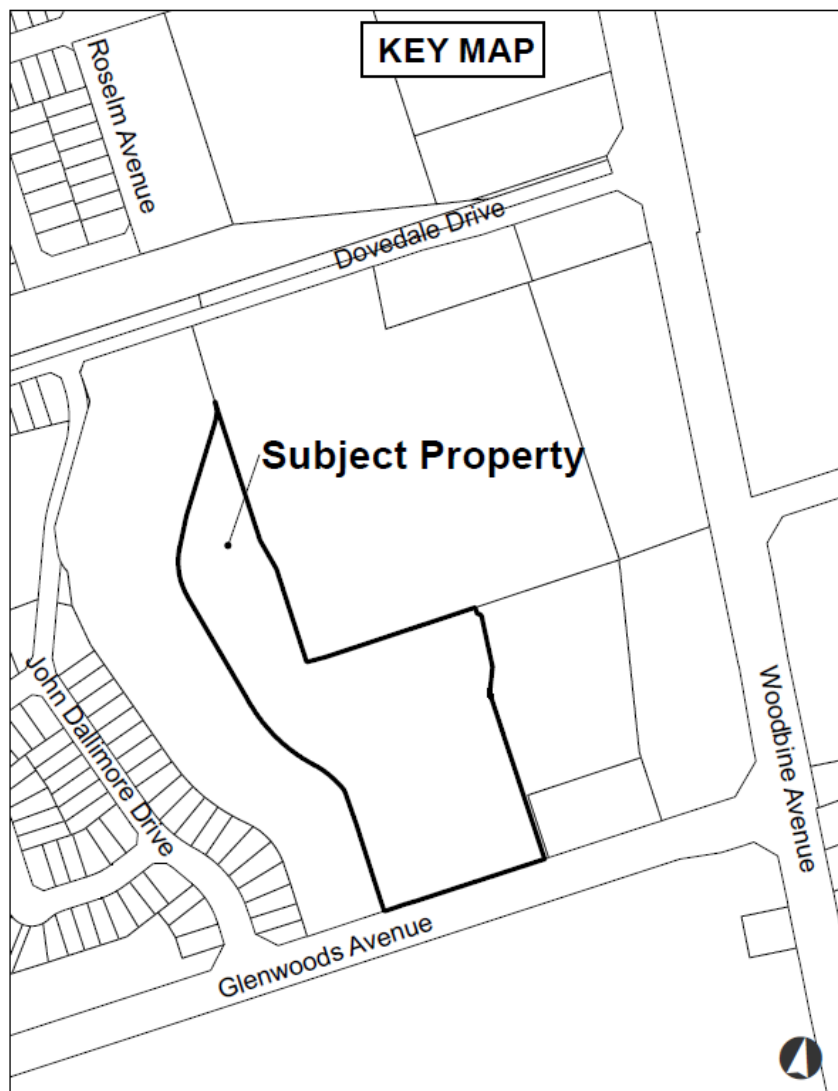 KEY MAP
Roselm Avenue
Dovedale Drive
Subject Property
John Dallimore Drive
Woodbine Avenue
Glenwoods Avenue